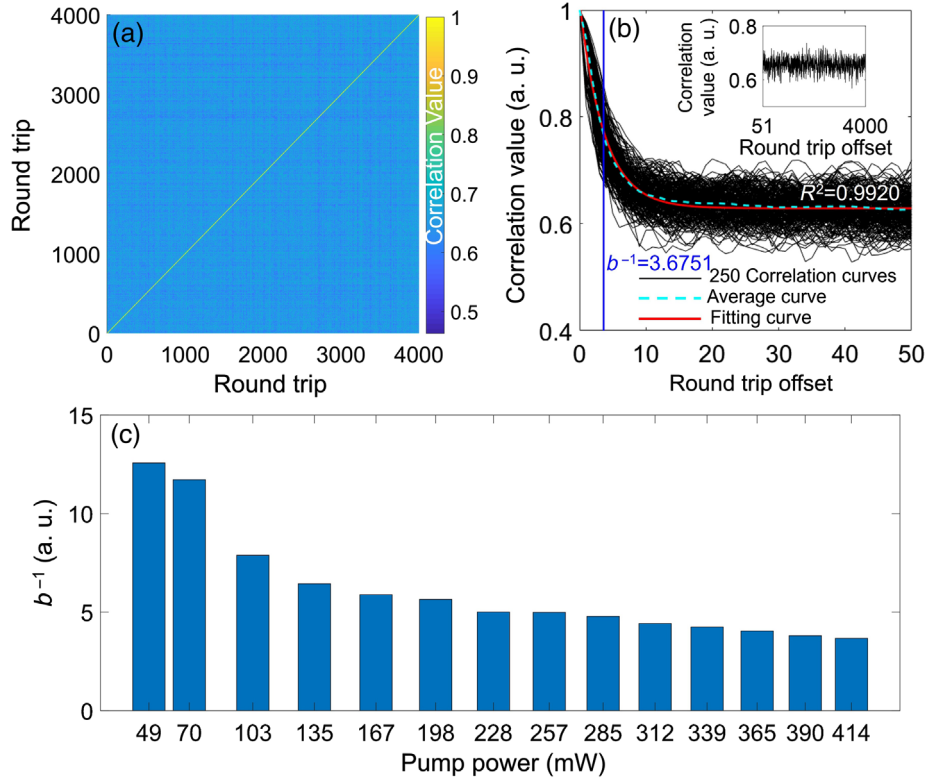 (a)
4000
3000
2000
1000
0
Round trip
0 1000 2000 3000 4000
Round trip
1
0.9
0.8
0.7
0.6
0.5
Correlation Value
(b)
1
0.8
0.6
0.4
Correlation value (a. u.)
0.8
0.6
Correlation
value (a. u.)
51 4000
Round trip offset
R²=0.9920
b⁻¹=3.6751
250 Correlation curves
Average curve
Fitting curve
0 10 20 30 40 50
Round trip offset
(c)
15
10
5
0
b⁻¹ (a. u.)
49 70 103 135 167 198 228 257 285 312 339 365 390 414
Pump power (mW)